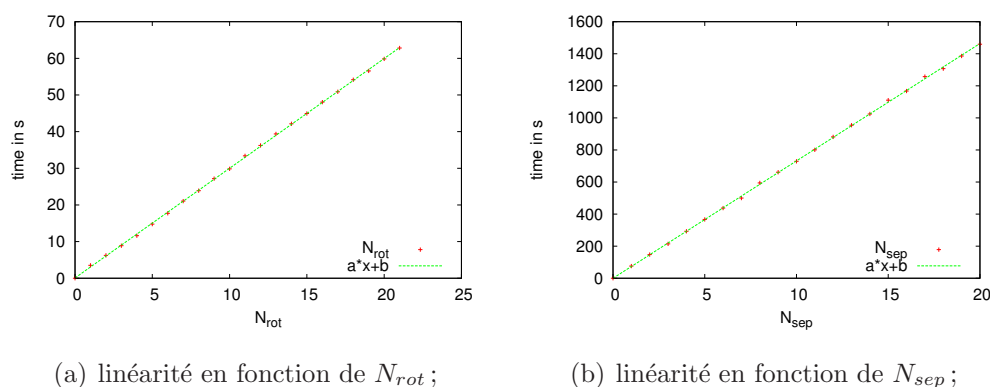 70
60
50
40
30
20
10
0
time in s
N_rot
a*x+b
0 5 10 15 20 25
N_rot
1600
1400
1200
1000
800
600
400
200
0
time in s
N_sep
a*x+b
0 5 10 15 20
N_sep
(a) linéarité en fonction de N_rot ;
(b) linéarité en fonction de N_sep ;